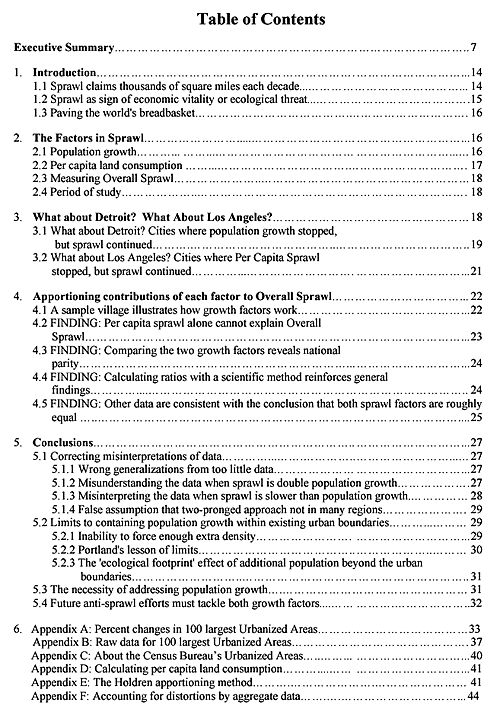 Table of Contents
Executive Summary……………………………………………………………………………….7
1. Introduction……………………………………………………………………………… 14
1.1 Sprawl claims thousands of square miles each decade...…………………………… 14
1.2 Sprawl as sign of economic vitality or ecological threat...………………………….. 15
1.3 Paving the world's breadbasket……………………………………………………… 16
2. The Factors in Sprawl…………………………………………………………………… 16
2.1 Population growth………... ………………………………………………………… 16
2.2 Per capita land consumption ………………………………………………………… 17
2.3 Measuring Overall Sprawl…………………………………………………………… 18
2.4 Period of study……………………………………………………………………… 18
3. What about Detroit? What About Los Angeles?……………………………………… 18
3.1 What about Detroit? Cities where population growth stopped,
but sprawl continued……………………………………………………………… 19
3.2 What about Los Angeles? Cities where Per Capita Sprawl
stopped, but sprawl continued…………………………………………………… 21
4. Apportioning contributions of each factor to Overall Sprawl………………………… 22
4.1 A sample village illustrates how growth factors work……………………………… 22
4.2 FINDING: Per capita sprawl alone cannot explain Overall
Sprawl……………………………………………………………………………… 23
4.3 FINDING: Comparing the two growth factors reveals national
parity……………………………………………………………………………… 24
4.4 FINDING: Calculating ratios with a scientific method reinforces general
findings……………………………………………………………………………… 24
4.5 FINDING: Other data are consistent with the conclusion that both sprawl factors are roughly
equal ……………………………………………………………………………… 25
5. Conclusions……………………………………………………………………………… 27
5.1 Correcting misinterpretations of data………………………………………………… 27
5.1.1 Wrong generalizations from too little data……………………………………… 27
5.1.2 Misunderstanding the data when sprawl is double population growth………… 27
5.1.3 Misinterpreting the data when sprawl is slower than population growth……… 28
5.1.4 False assumption that two-pronged approach not in many regions…………… 29
5.2 Limits to containing population growth within existing urban boundaries………… 29
5.2.1 Inability to force enough extra density………………………………………… 29
5.2.2 Portland's lesson of limits……………………………………………………… 30
5.2.3 The 'ecological footprint' effect of additional population beyond the urban
boundaries………………………………………………………………………… 31
5.3 The necessity of addressing population growth……………………………………… 31
5.4 Future anti-sprawl efforts must tackle both growth factors………………………… 32
6. Appendix A: Percent changes in 100 largest Urbanized Areas………………………… 33
Appendix B: Raw data for 100 largest Urbanized Areas………………………………… 37
Appendix C: About the Census Bureau's Urbanized Areas……………………………… 40
Appendix D: Calculating per capita land consumption………………………………… 41
Appendix E: The Holdren apportioning method………………………………………… 41
Appendix F: Accounting for distortions by aggregate data……………………………… 44